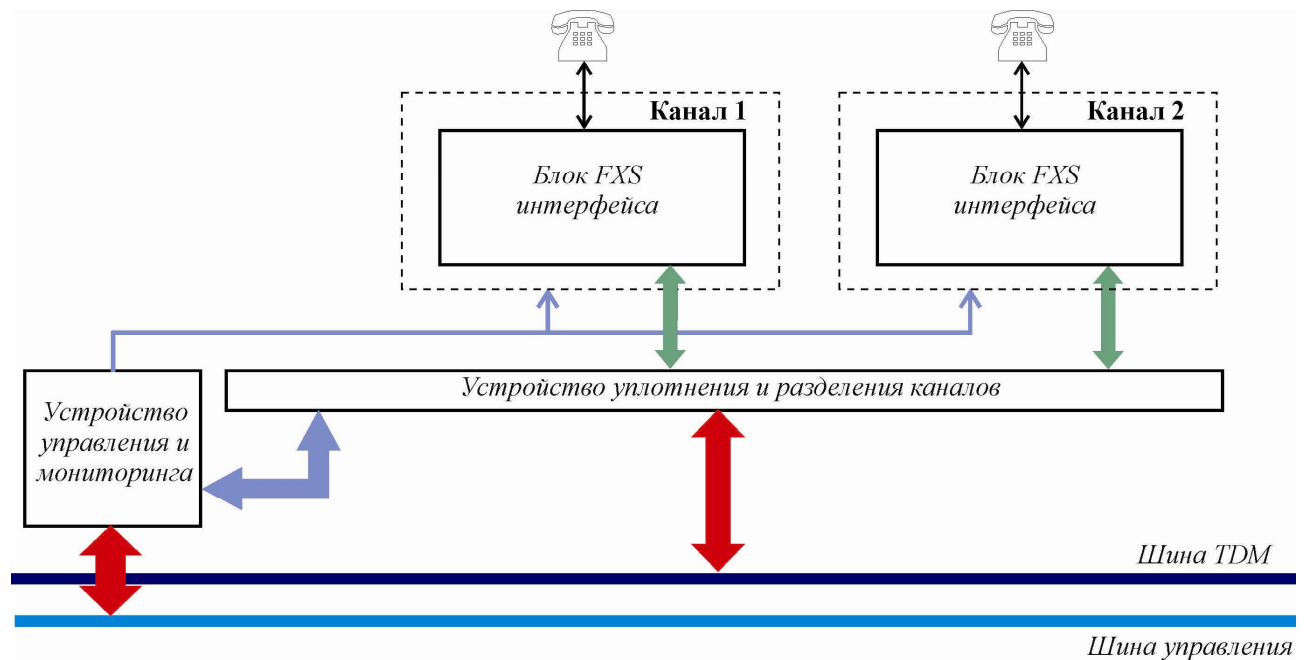 Канал 1
Блок FXS
интерфейса
Канал 2
Блок FXS
интерфейса
Устройство уплотнения и разделения каналов
Устройство
управления и
мониторинга
Шина TDM
Шина управления